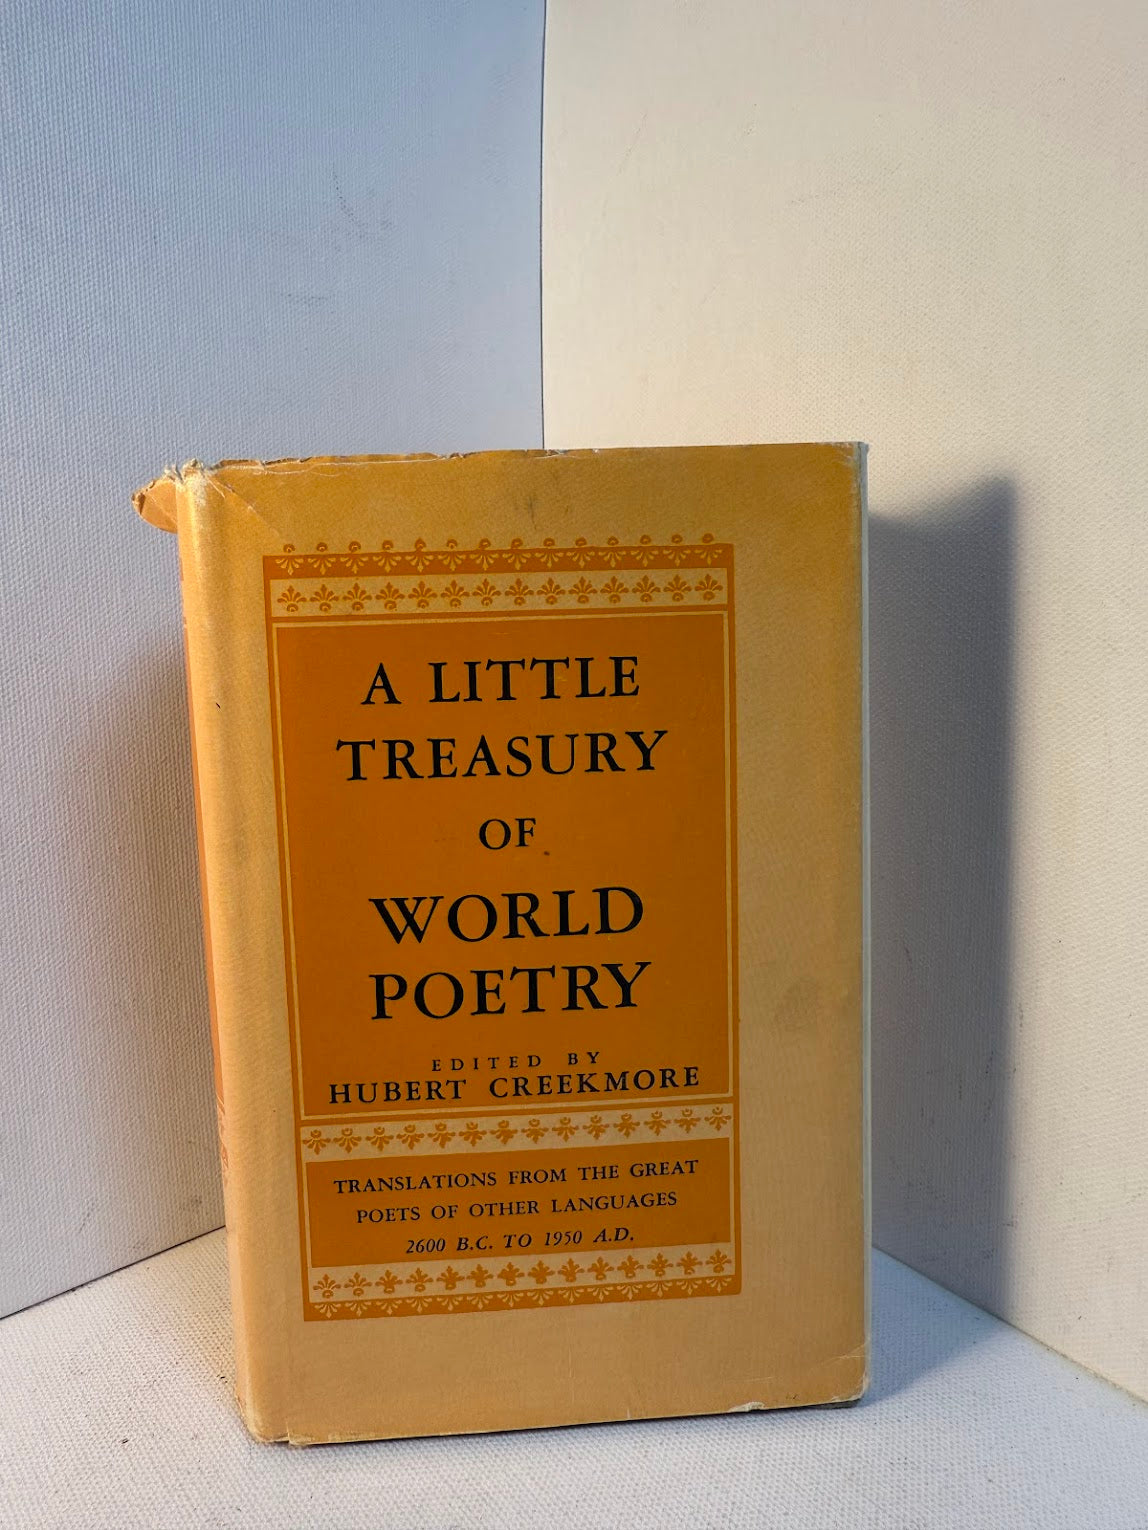 A LITTLE
TREASURY
OF
WORLD
POETRY
EDITED BY
HUBERT CREEKMORE
TRANSLATIONS FROM THE GREAT
POETS OF OTHER LANGUAGES
2600 B.C. TO 1950 A.D.